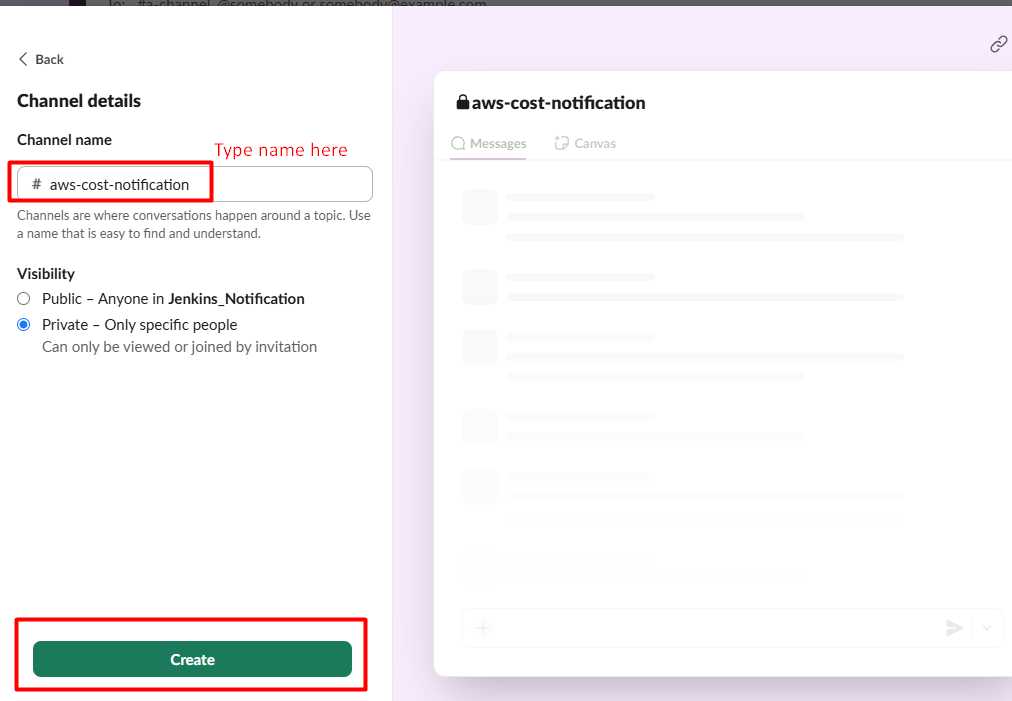 To: #a-channel, @somebody or somebody@example.com
Back
Channel details
Channel name
Type name here
# aws-cost-notification
Channels are where conversations happen around a topic. Use
a name that is easy to find and understand.
Visibility
Public – Anyone in Jenkins_Notification
Private – Only specific people
Can only be viewed or joined by invitation
Create
aws-cost-notification
Messages
Canvas